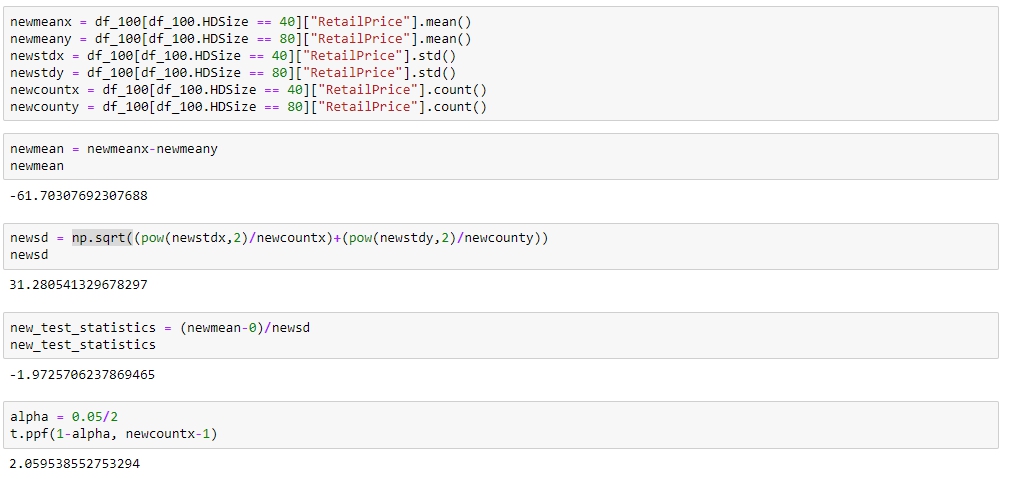 newmeanx = df_100[df_100.HDSize == 40]["RetailPrice"].mean()
newmeany = df_100[df_100.HDSize == 80]["RetailPrice"].mean()
newstdx = df_100[df_100.HDSize == 40]["RetailPrice"].std()
newstdy = df_100[df_100.HDSize == 80]["RetailPrice"].std()
newcountx = df_100[df_100.HDSize == 40]["RetailPrice"].count()
newcounty = df_100[df_100.HDSize == 80]["RetailPrice"].count()
newmean = newmeanx-newmeany
newmean
-61.70307692307688
newsd = np.sqrt((pow(newstdx,2)/newcountx)+(pow(newstdy,2)/newcounty))
newsd
31.280541329678297
new_test_statistics = (newmean-0)/newsd
new_test_statistics
-1.9725706237869465
alpha = 0.05/2
t.ppf(1-alpha, newcountx-1)
2.059538552753294